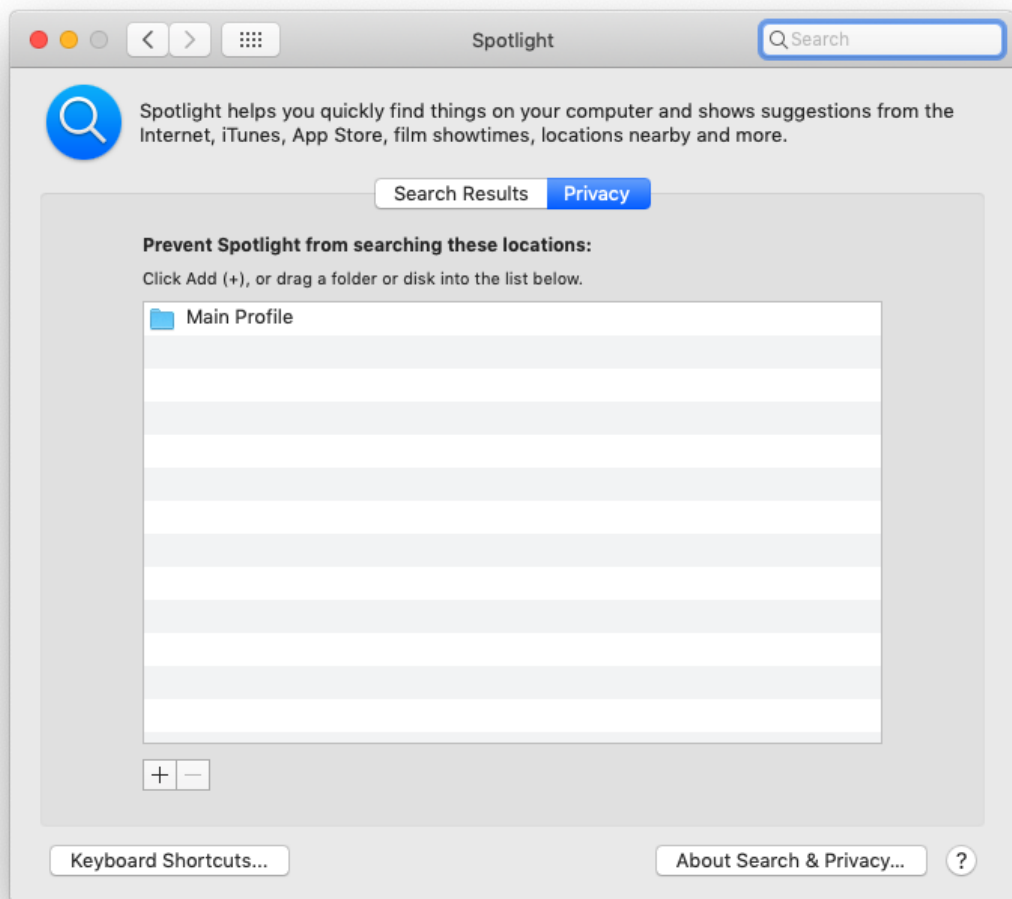 Spotlight
Search
Spotlight helps you quickly find things on your computer and shows suggestions from the
Internet, iTunes, App Store, film showtimes, locations nearby and more.
Search Results
Privacy
Prevent Spotlight from searching these locations:
Click Add (+), or drag a folder or disk into the list below.
Main Profile
Keyboard Shortcuts...
About Search & Privacy...
?